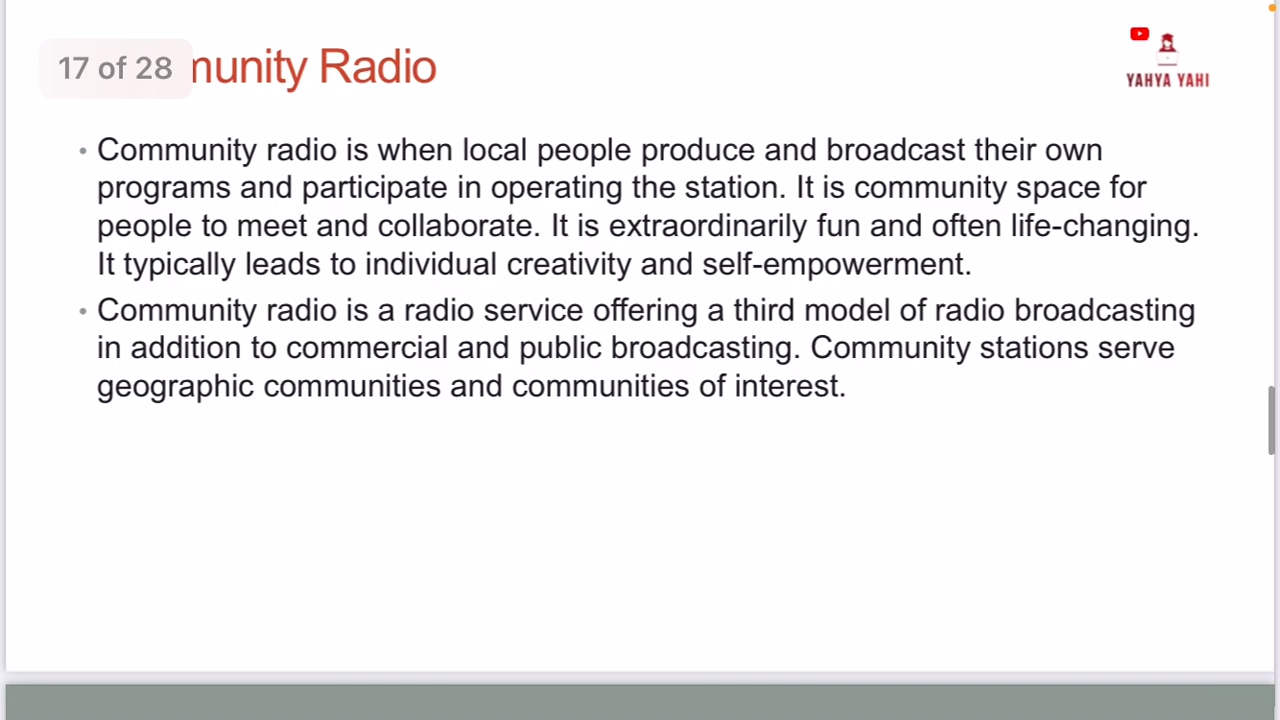 17 of 28
munity Radio
YAHYA YAHI
• Community radio is when local people produce and broadcast their own
programs and participate in operating the station. It is community space for
people to meet and collaborate. It is extraordinarily fun and often life-changing.
It typically leads to individual creativity and self-empowerment.
• Community radio is a radio service offering a third model of radio broadcasting
in addition to commercial and public broadcasting. Community stations serve
geographic communities and communities of interest.